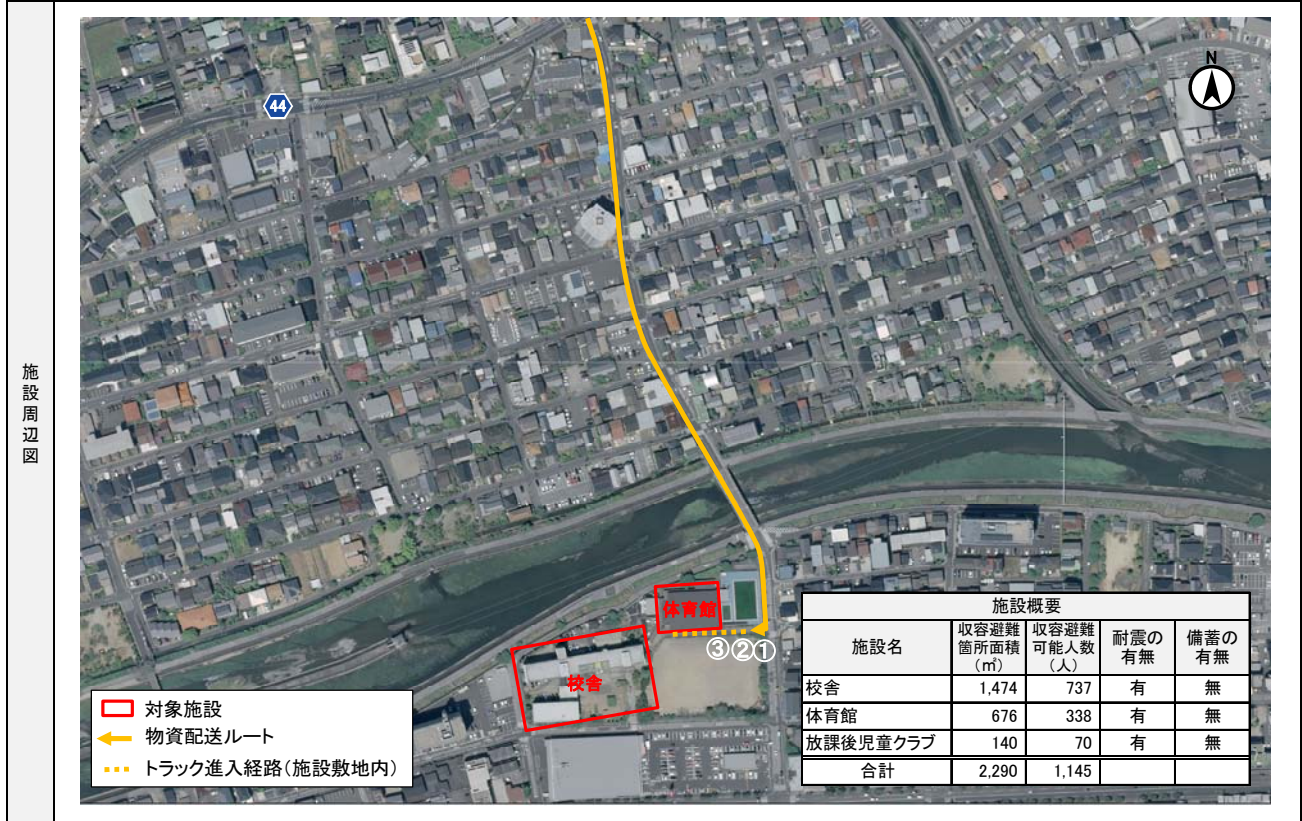 施設周辺図
44
N
体育館
③②①
校舎
対象施設
物資配送ルート
トラック進入経路（施設敷地内）
施設概要
施設名 収容避難箇所面積（㎡） 収容避難可能人数（人） 耐震の有無 備蓄の有無
校舎 1,474 737 有 無
体育館 676 338 有 無
放課後児童クラブ 140 70 有 無
合計 2,290 1,145